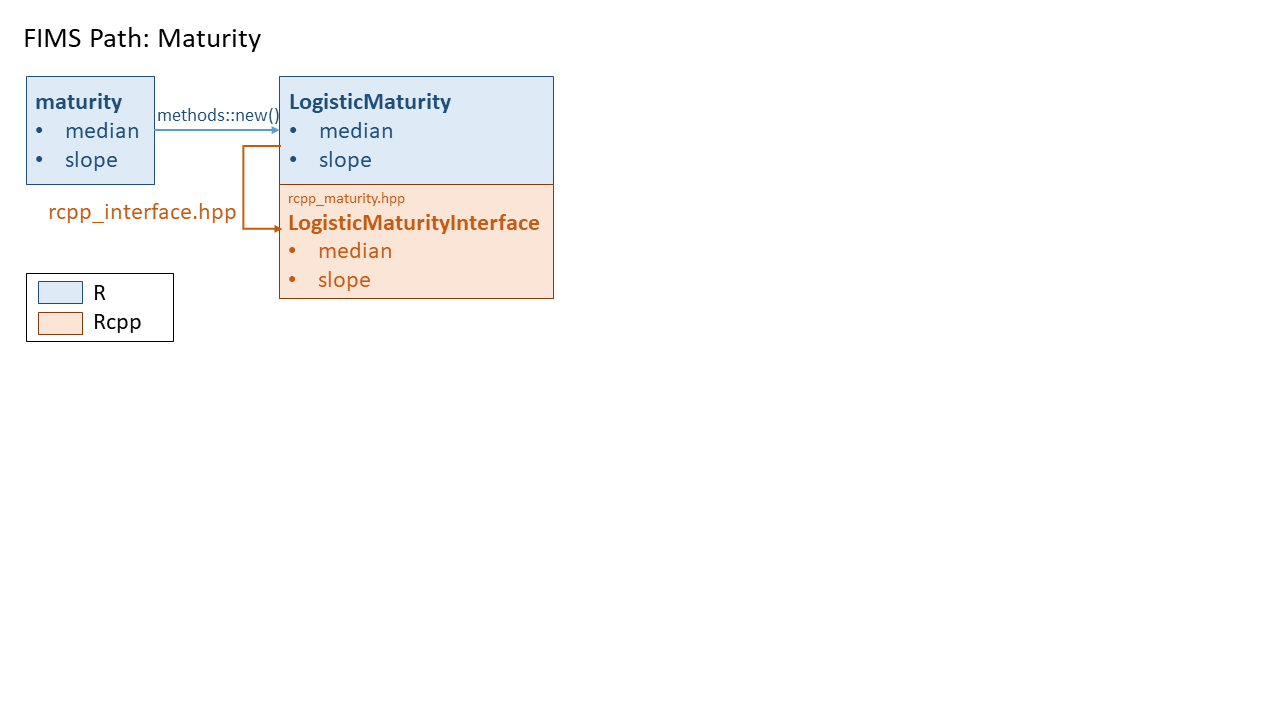 FIMS Path: Maturity
maturity
• median
• slope
methods::new()
LogisticMaturity
• median
• slope
rcpp_interface.hpp
rcpp_maturity.hpp
LogisticMaturityInterface
• median
• slope
R
Rcpp